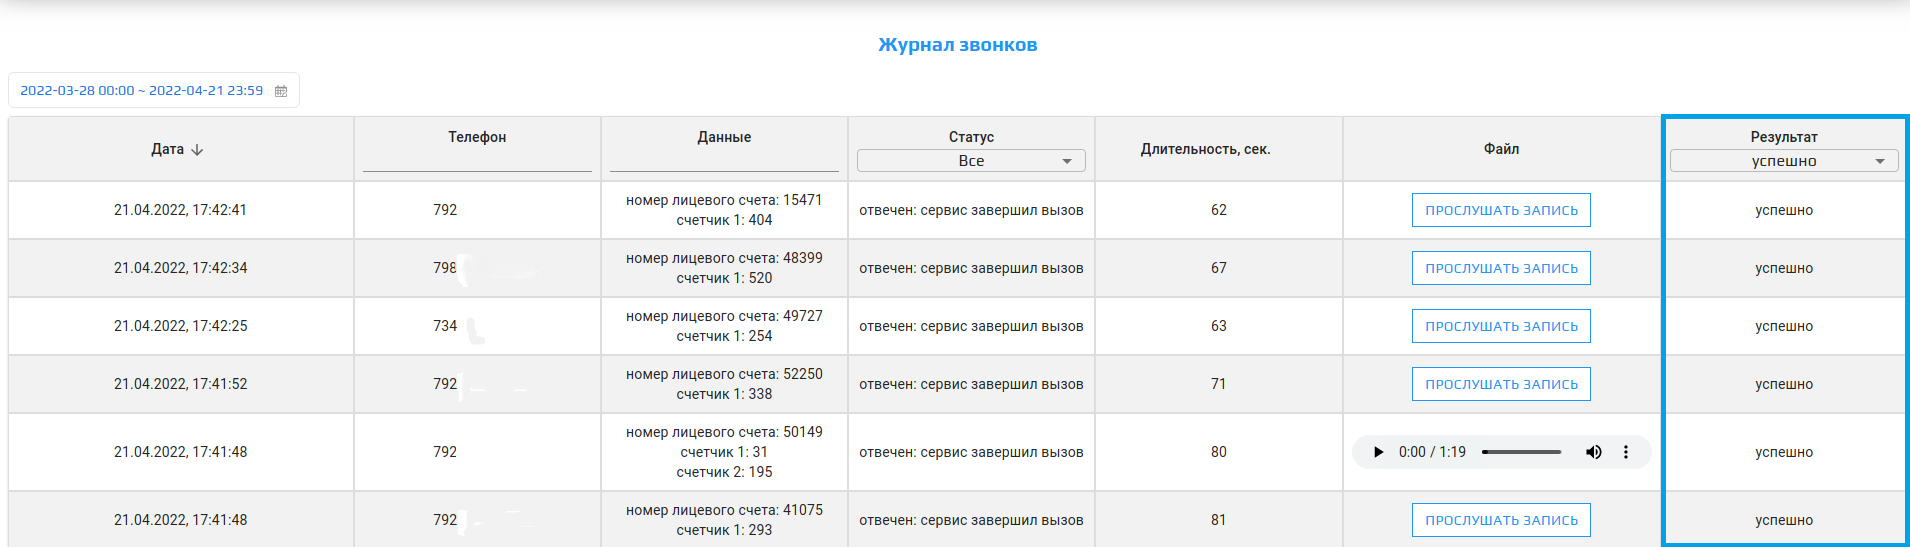 Журнал звонков
2022-03-28 00:00 ~ 2022-04-21 23:59
Дата Телефон Данные Статус Длительность, сек. Файл Результат
Все успешно
21.04.2022, 17:42:41 792 номер лицевого счета: 15471 отвечен: сервис завершил вызов 62 ПРОСЛУШАТЬ ЗАПИСЬ успешно
счетчик 1: 404
21.04.2022, 17:42:34 798 номер лицевого счета: 48399 отвечен: сервис завершил вызов 67 ПРОСЛУШАТЬ ЗАПИСЬ успешно
счетчик 1: 520
21.04.2022, 17:42:25 734 номер лицевого счета: 49727 отвечен: сервис завершил вызов 63 ПРОСЛУШАТЬ ЗАПИСЬ успешно
счетчик 1: 254
21.04.2022, 17:41:52 792 номер лицевого счета: 52250 отвечен: сервис завершил вызов 71 ПРОСЛУШАТЬ ЗАПИСЬ успешно
счетчик 1: 338
номер лицевого счета: 50149
21.04.2022, 17:41:48 792 счетчик 1: 31 отвечен: сервис завершил вызов 80 0:00 / 1:19 успешно
счетчик 2: 195
21.04.2022, 17:41:48 792 номер лицевого счета: 41075 отвечен: сервис завершил вызов 81 ПРОСЛУШАТЬ ЗАПИСЬ успешно
счетчик 1: 293